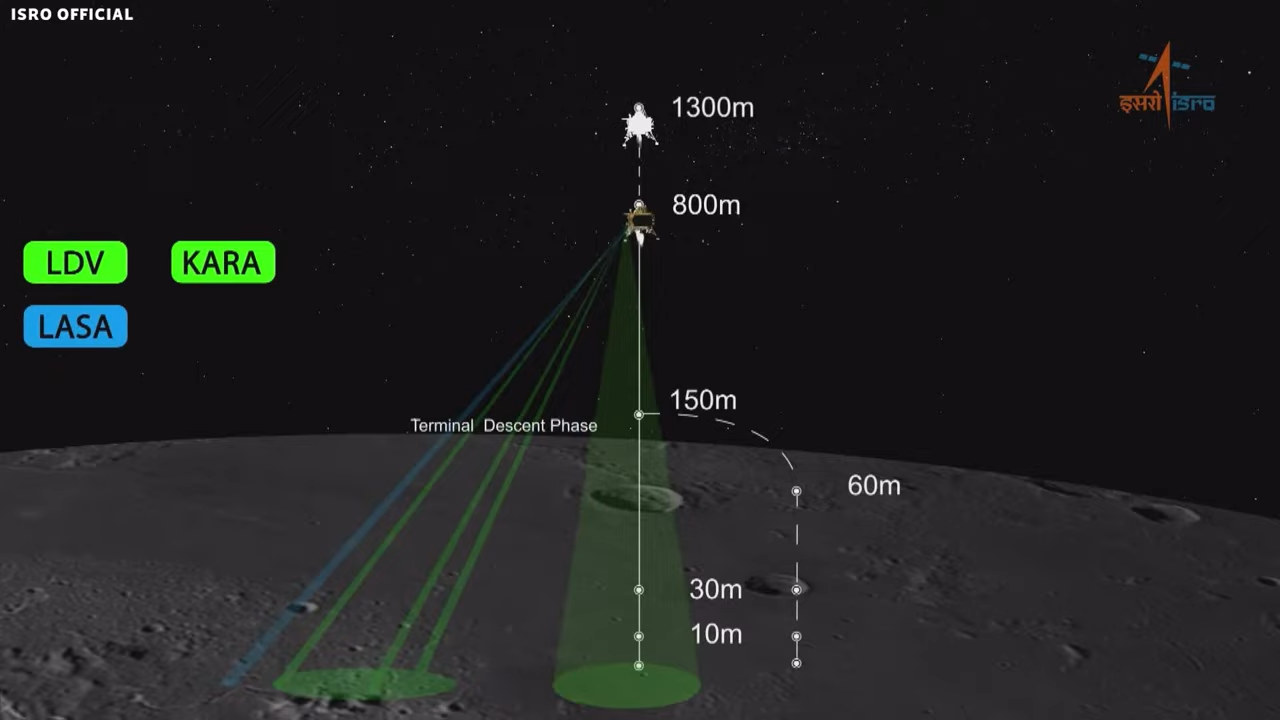 ISRO OFFICIAL
इसरो isro
1300m
800m
LDV
KARA
LASA
150m
Terminal Descent Phase
60m
30m
10m